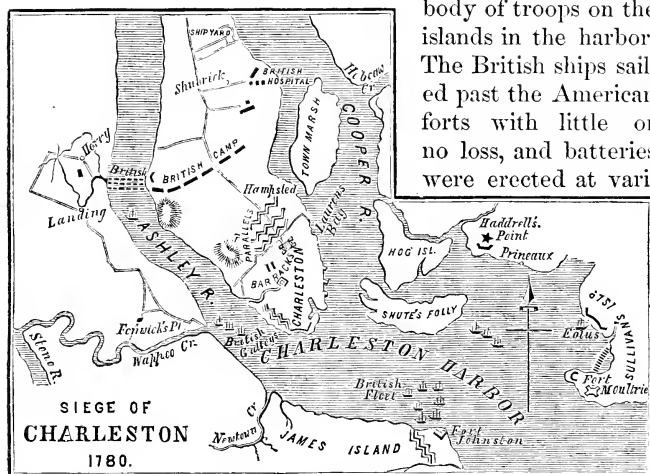 body of troops on the
islands in the harbor
The British ships sail-
ed past the American
forts with little or
no loss, and batteries
were erected at vari
SHIPYARD
Shubrick
BRITISH
HOSPITAL
Hobcaw
Cr
TOWN MARSH
COOPER R.
Ferry
British
BRITISH CAMP
Landing
Hampsted
PARALLELS
Laurens
Bay
ASHLEY R.
BARRACKS
CHARLESTON
HOG ISL.
Haddrell's
Point
Prineaux
SHUTE'S FOLLY
SULLIVANS ISLD
Eolus
Fort
Moultrie
Fenwick's Pt
Stono R.
Wappoo Cr.
British
Galleys
CHARLESTON HARBOR
British
Fleet
Fort
Johnston
Newtown Cr
JAMES ISLAND
SIEGE OF
CHARLESTON
1780.